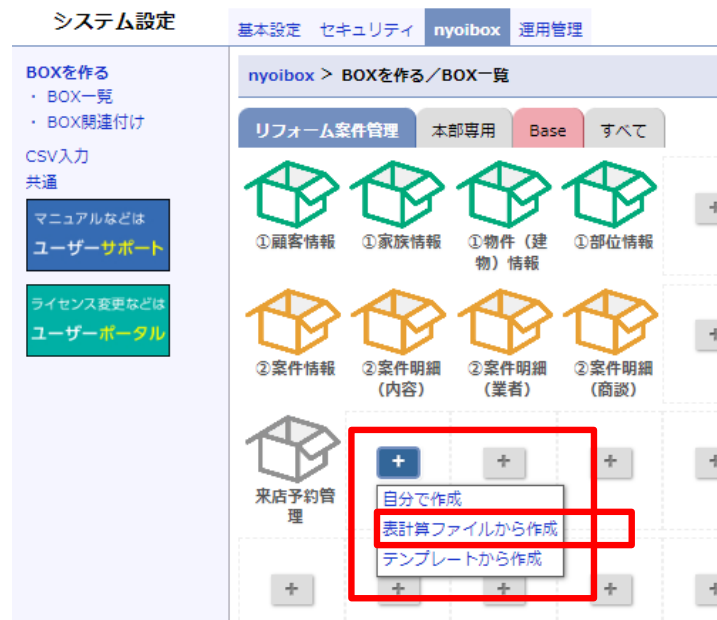 システム設定
基本設定 セキュリティ nyoibox 運用管理
BOXを作る
・ BOX一覧
・ BOX関連付け
CSV入力
共通
マニュアルなどは
ユーザーサポート
ライセンス変更などは
ユーザーポータル
nyoibox > BOXを作る／BOX一覧
リフォーム案件管理 本部専用 Base すべて
①顧客情報 ①家族情報 ①物件（建 ①部位情報
物）情報
②案件情報 ②案件明細 ②案件明細 ②案件明細
（内容） （業者） （商談）
来店予約管
理
自分で作成
表計算ファイルから作成
テンプレートから作成